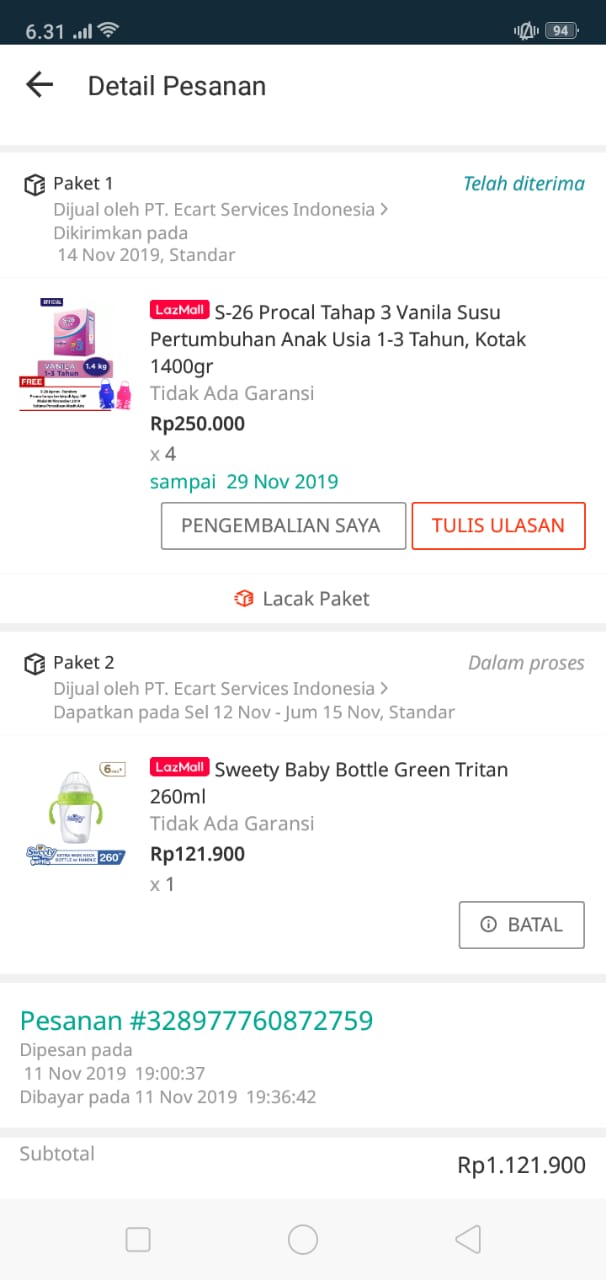 6.31
94
Detail Pesanan
Paket 1
Telah diterima
Dijual oleh PT. Ecart Services Indonesia >
Dikirimkan pada
14 Nov 2019, Standar
OFFICIAL
VANILA 1.4 kg
1-3 Tahun
FREE
LazMall S-26 Procal Tahap 3 Vanila Susu
Pertumbuhan Anak Usia 1-3 Tahun, Kotak
1400gr
Tidak Ada Garansi
Rp250.000
x 4
sampai 29 Nov 2019
PENGEMBALIAN SAYA
TULIS ULASAN
Lacak Paket
Paket 2
Dalam proses
Dijual oleh PT. Ecart Services Indonesia >
Dapatkan pada Sel 12 Nov - Jum 15 Nov, Standar
Sweety
260
LazMall Sweety Baby Bottle Green Tritan
260ml
Tidak Ada Garansi
Rp121.900
x 1
BATAL
Pesanan #328977760872759
Dipesan pada
11 Nov 2019 19:00:37
Dibayar pada 11 Nov 2019 19:36:42
Subtotal
Rp1.121.900